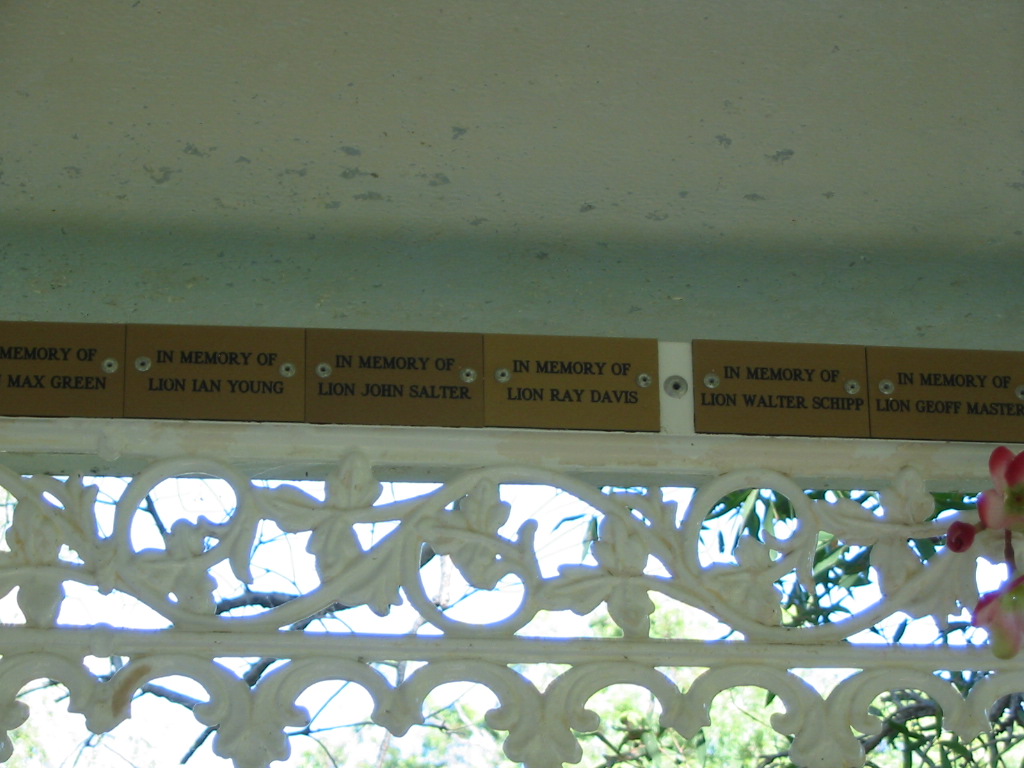 MEMORY OF
MAX GREEN
IN MEMORY OF
LION IAN YOUNG
IN MEMORY OF
LION JOHN SALTER
IN MEMORY OF
LION RAY DAVIS
IN MEMORY OF
LION WALTER SCHIPP
IN MEMORY OF
LION GEOFF MASTER